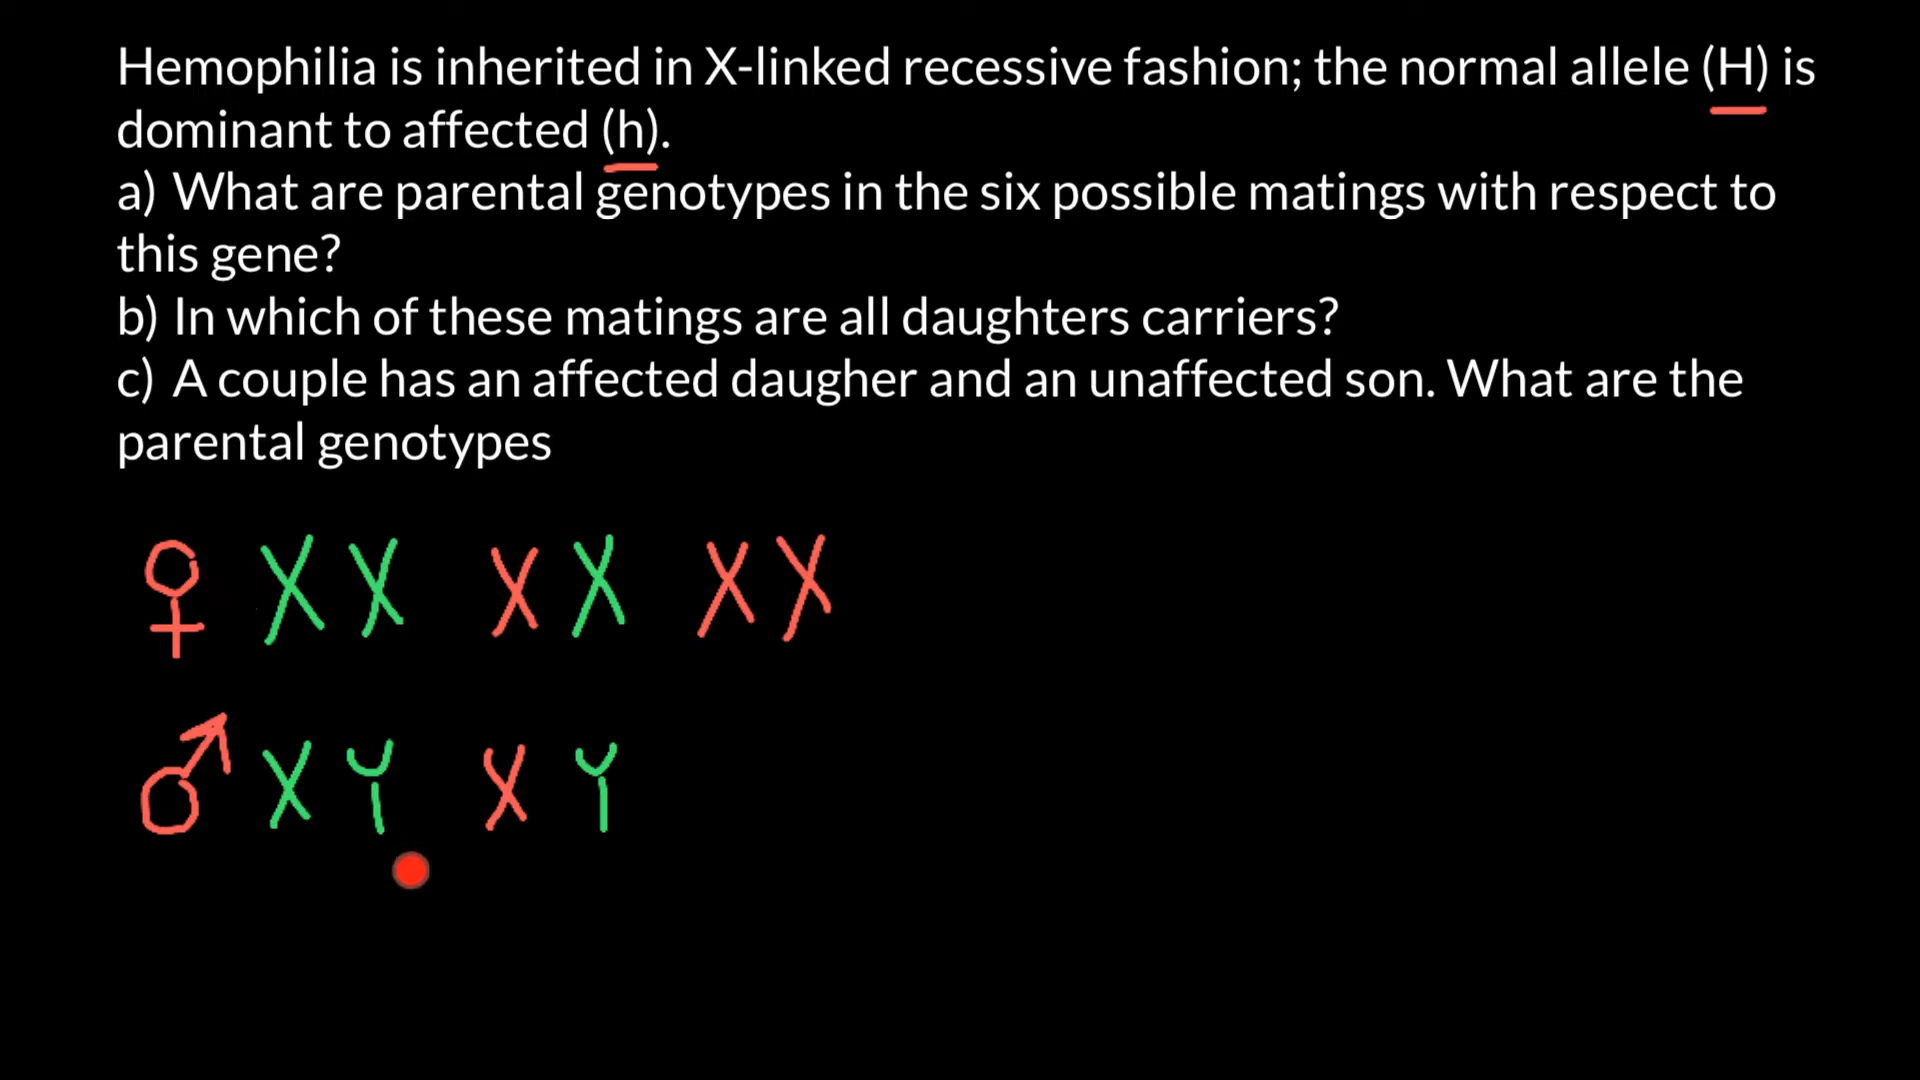 Hemophilia is inherited in X-linked recessive fashion; the normal allele (H) is
dominant to affected (h).
a) What are parental genotypes in the six possible matings with respect to
this gene?
b) In which of these matings are all daughters carriers?
c) A couple has an affected daugher and an unaffected son. What are the
parental genotypes
♀ X X X X X X
♂ X Y X Y